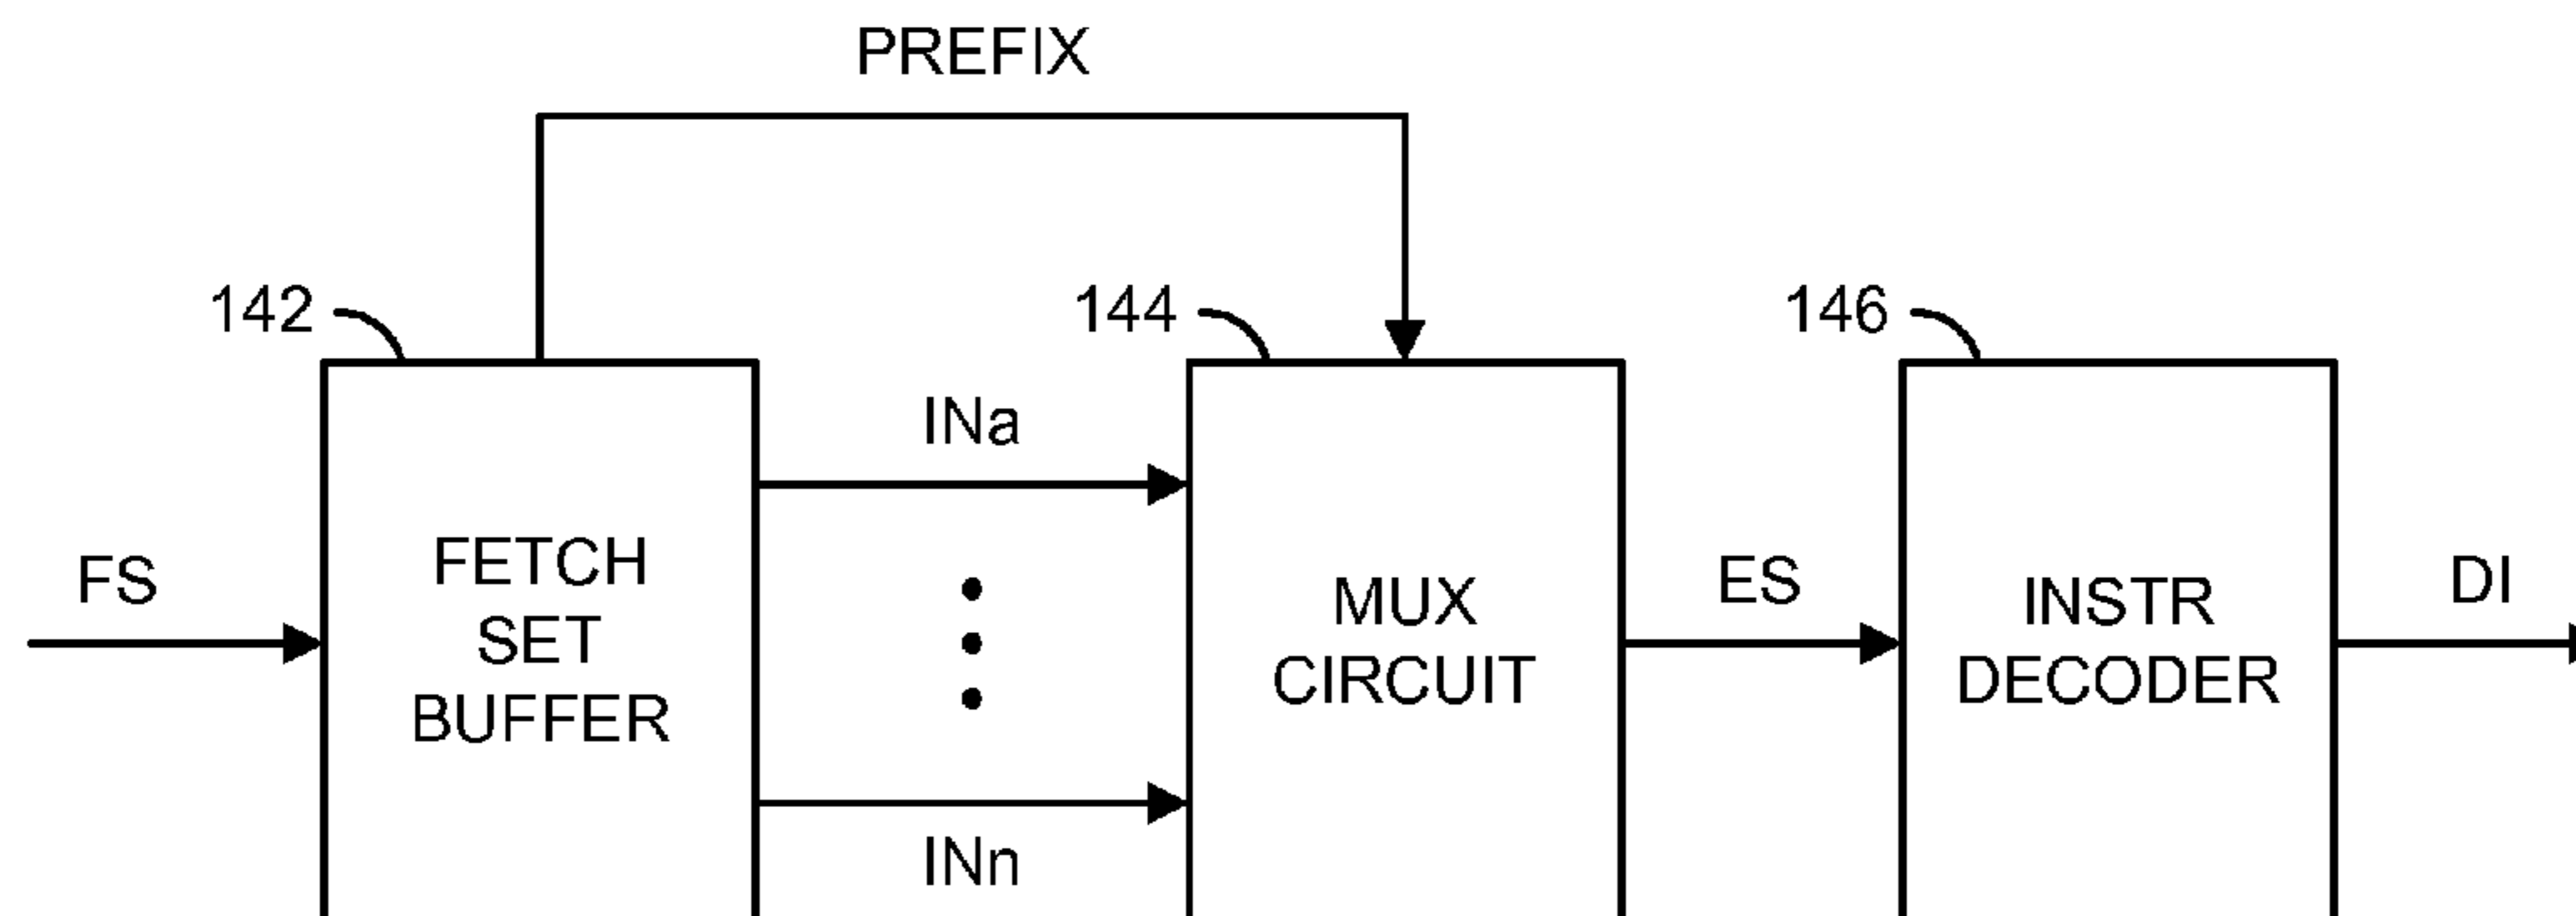 PREFIX
142
144
146
INa
FS
FETCH
SET
BUFFER
MUX
CIRCUIT
ES
INSTR
DECODER
DI
INn